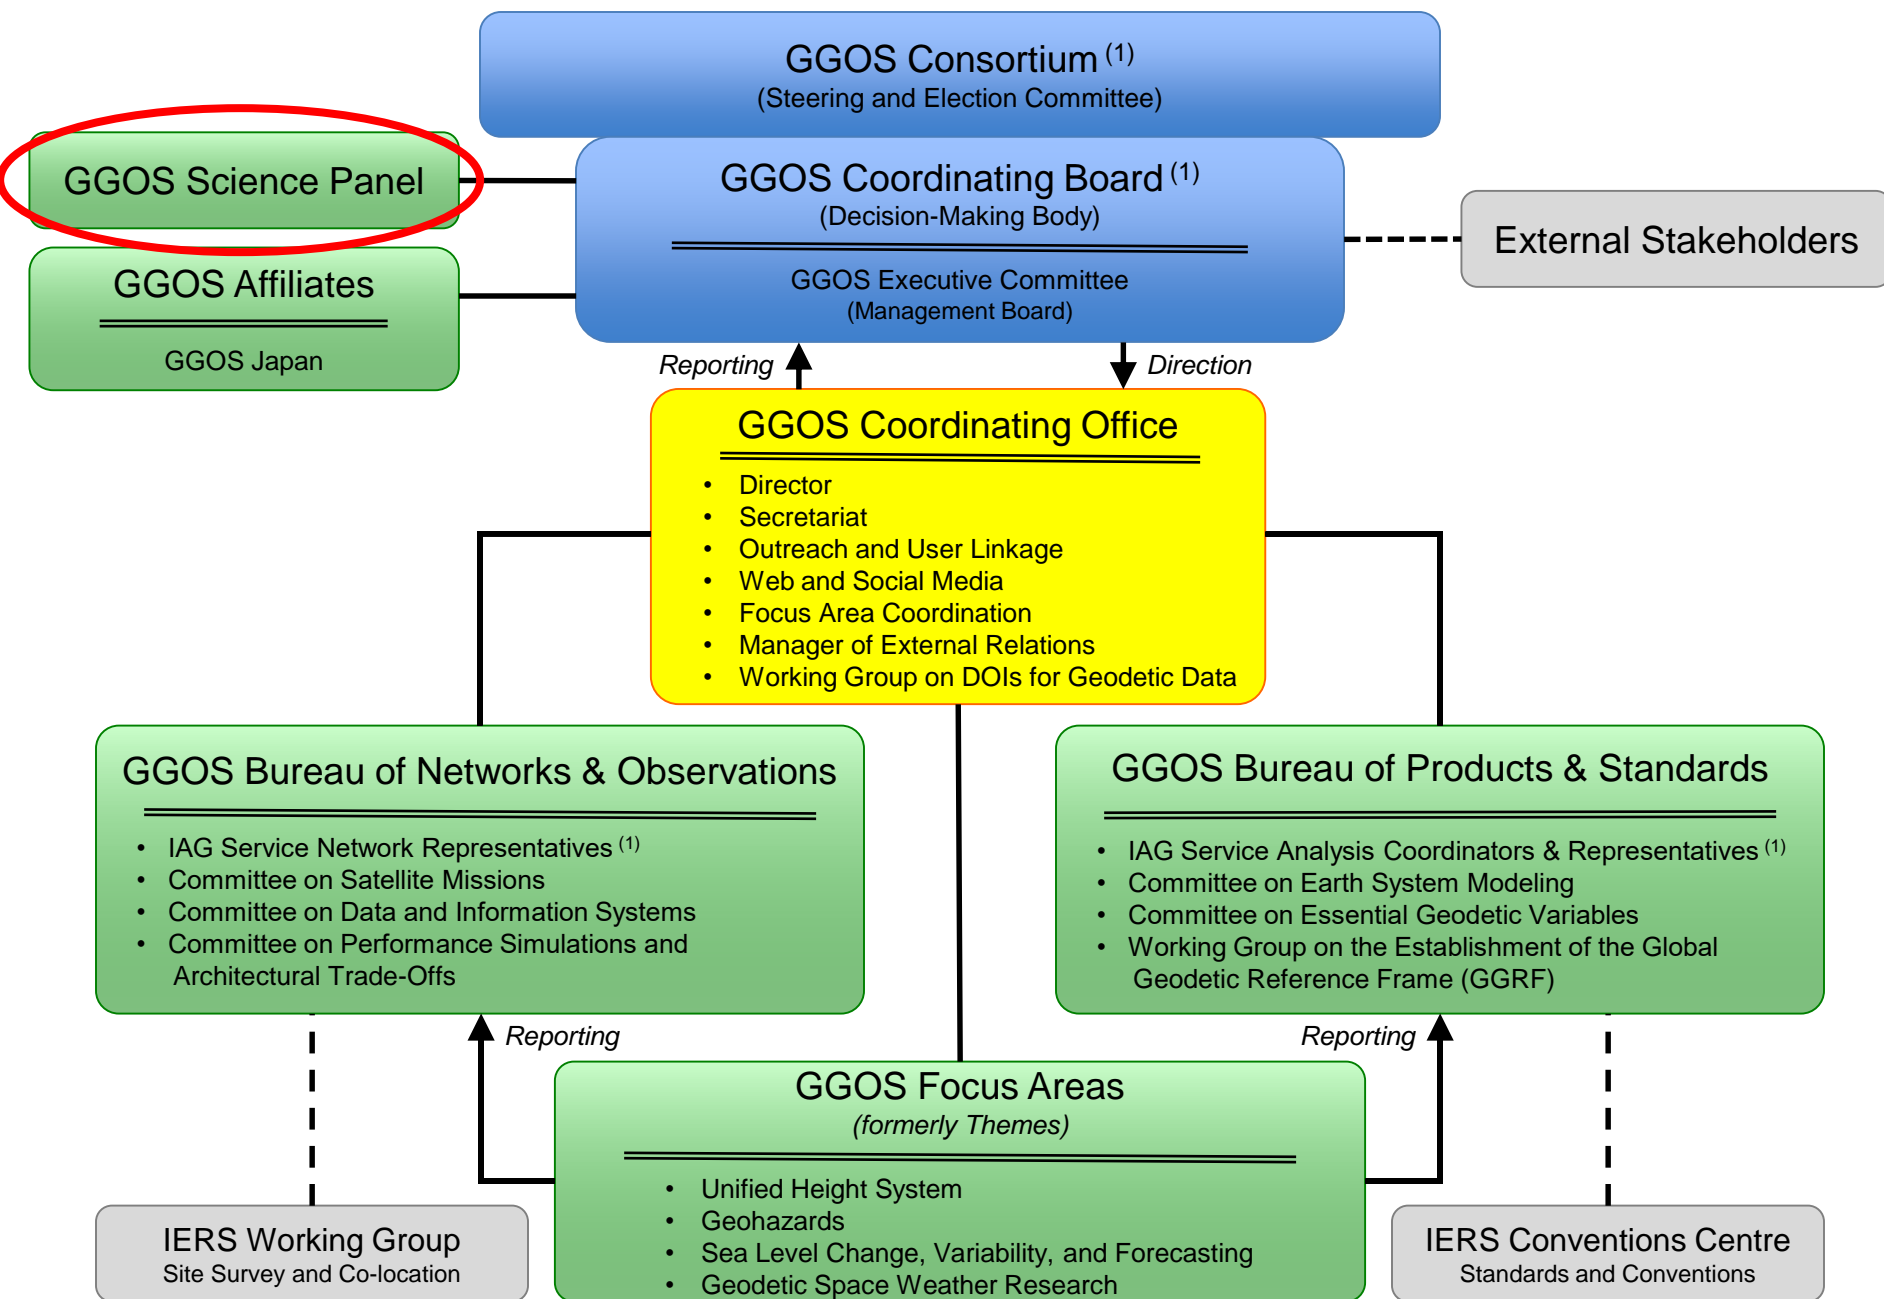 GGOS Consortium (1)
(Steering and Election Committee)
GGOS Science Panel
GGOS Coordinating Board (1)
(Decision-Making Body)
GGOS Executive Committee
(Management Board)
External Stakeholders
GGOS Affiliates
GGOS Japan
Reporting
Direction
GGOS Coordinating Office
• Director
• Secretariat
• Outreach and User Linkage
• Web and Social Media
• Focus Area Coordination
• Manager of External Relations
• Working Group on DOIs for Geodetic Data
GGOS Bureau of Networks & Observations
• IAG Service Network Representatives (1)
• Committee on Satellite Missions
• Committee on Data and Information Systems
• Committee on Performance Simulations and
Architectural Trade-Offs
GGOS Bureau of Products & Standards
• IAG Service Analysis Coordinators & Representatives (1)
• Committee on Earth System Modeling
• Committee on Essential Geodetic Variables
• Working Group on the Establishment of the Global
Geodetic Reference Frame (GGRF)
Reporting
Reporting
GGOS Focus Areas
(formerly Themes)
• Unified Height System
• Geohazards
• Sea Level Change, Variability, and Forecasting
• Geodetic Space Weather Research
IERS Working Group
Site Survey and Co-location
IERS Conventions Centre
Standards and Conventions